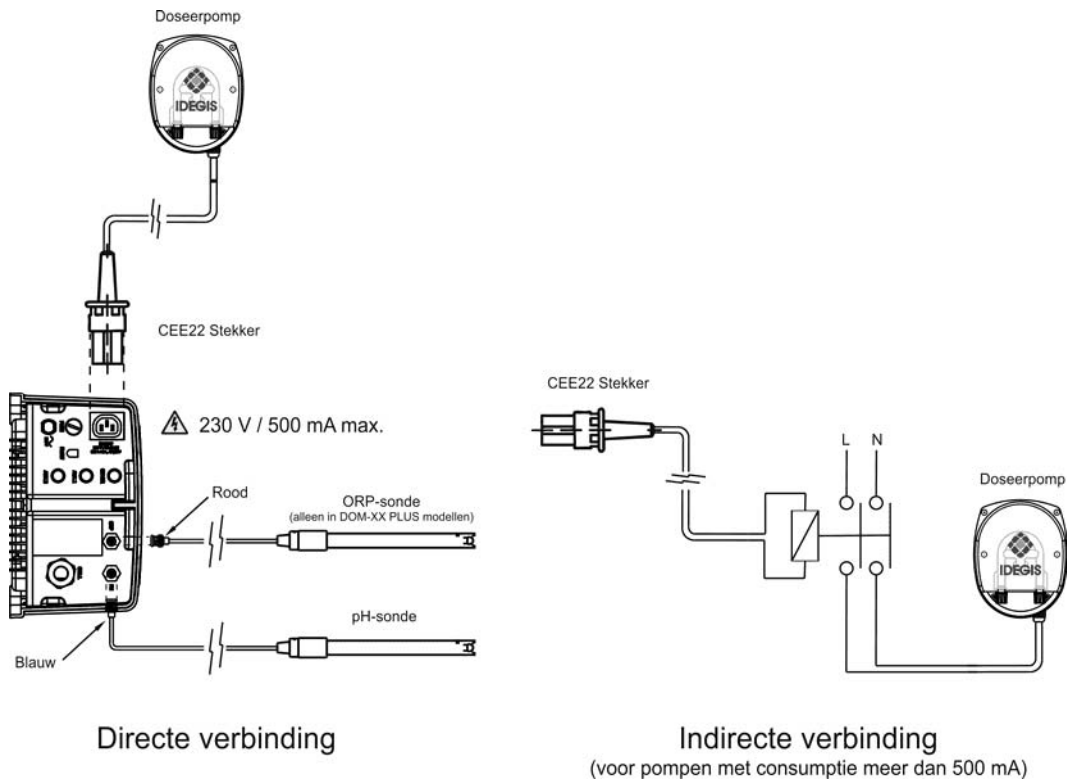 Doseerpomp
IDEGIS
CEE22 Stekker
230 V / 500 mA max.
Rood
ORP-sonde
(alleen in DOM-XX PLUS modellen)
pH-sonde
Blauw
Directe verbinding
CEE22 Stekker
L N
Doseerpomp
IDEGIS
Indirecte verbinding
(voor pompen met consumptie meer dan 500 mA)